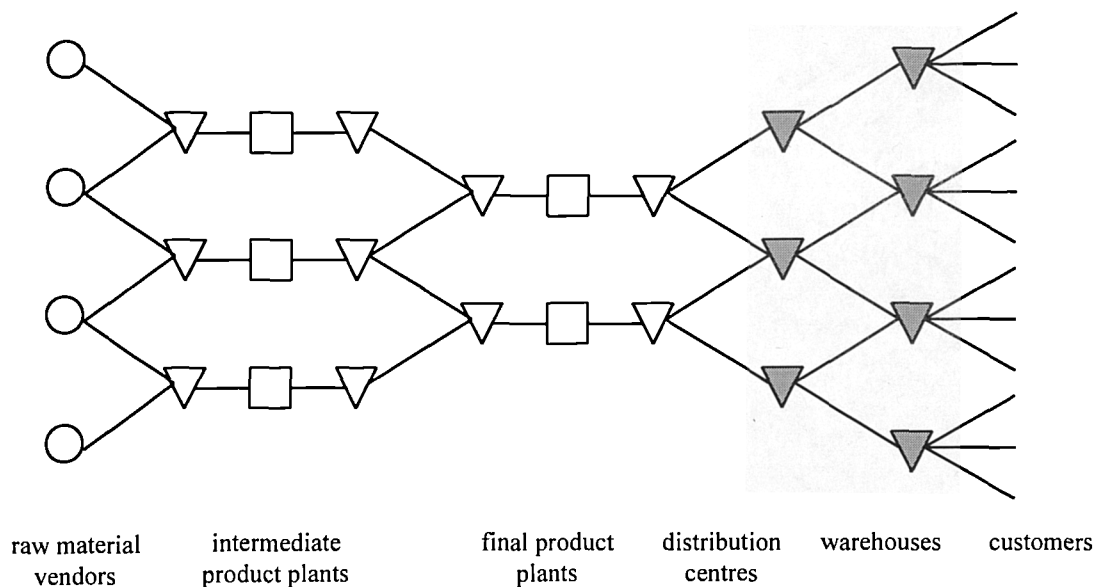 raw material
vendors
intermediate
product plants
final product
plants
distribution
centres
warehouses
customers